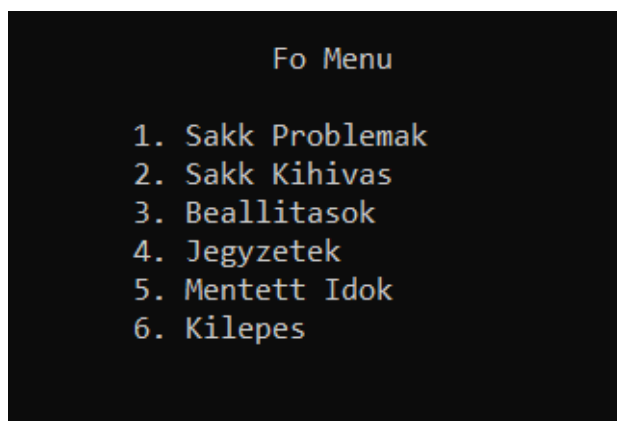 Fo Menu
1. Sakk Problemak
2. Sakk Kihivas
3. Beallitasok
4. Jegyzetek
5. Mentett Idok
6. Kilepes